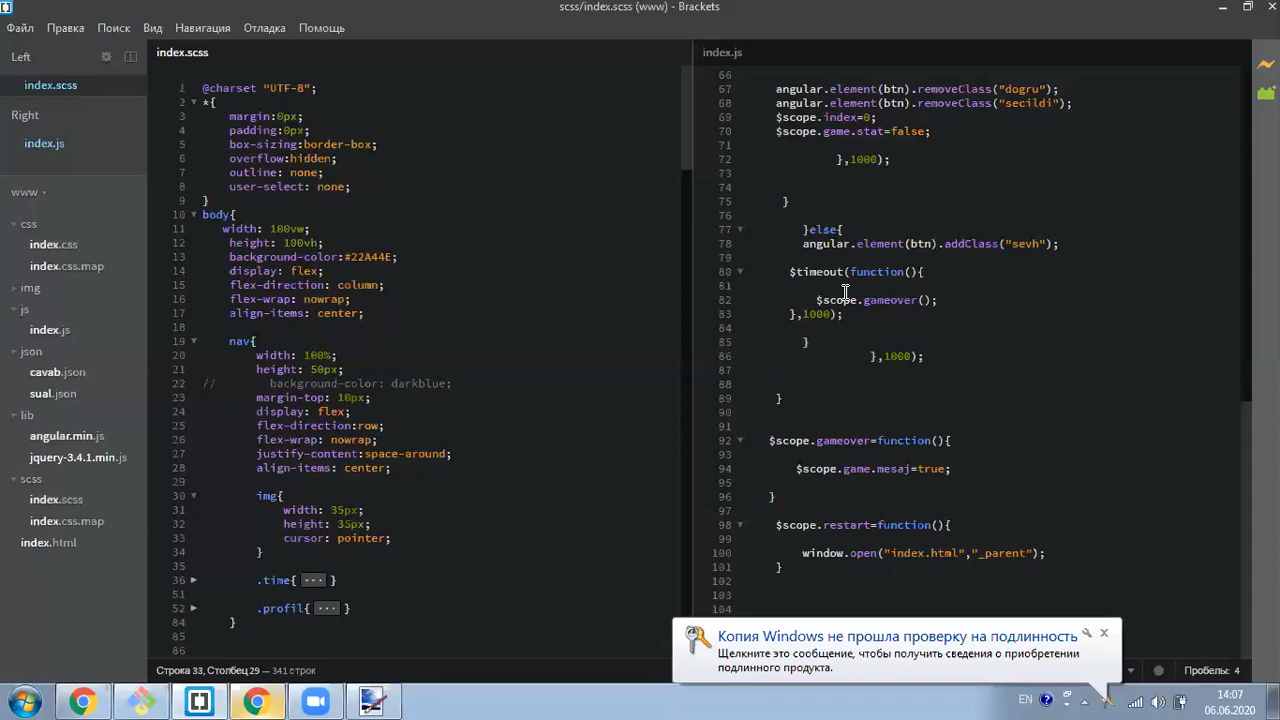 scss/index.scss (www) - Brackets
Файл Правка Поиск Вид Навигация Отладка Помощь
Left
index.scss
Right
index.js
www
css
index.css
index.css.map
img
js
index.js
json
cavab.json
sual.json
lib
angular.min.js
jquery-3.4.1.min.js
scss
index.scss
css.map
index.html
index.scss
1 @charset "UTF-8";
2 *{
3 margin:0px;
4 padding:0px;
5 box-sizing:border-box;
6 overflow:hidden;
7 outline: none;
8 user-select: none;
9 }
10 body{
11 width: 100vw;
12 height: 100vh;
13 background-color:#22A44E;
14 display: flex;
15 flex-direction: column;
16 flex-wrap: nowrap;
17 align-items: center;
18
19 nav{
20 width: 100%;
21 height: 50px;
22 // background-color: darkblue;
23 margin-top: 10px;
24 display: flex;
25 flex-direction:row;
26 flex-wrap: nowrap;
27 justify-content:space-around;
28 align-items: center;
29
30 img{
31 width: 35px;
32 height: 35px;
33 cursor: pointer;
34 }
35
36 .time{ ... }
51
52 .profil{ ... }
84 }
85
86
index.js
66
67 angular.element(btn).removeClass("dogru");
68 angular.element(btn).removeClass("secildi");
69 $scope.index=0;
70 $scope.game.stat=false;
71
72 },1000);
73
74
75 }
76
77 }else{
78 angular.element(btn).addClass("sevh");
79
80 $timeout(function(){
81
82 $scope.gameover();
83 },1000);
84
85 }
86 },1000);
87
88
89 }
90
91
92 $scope.gameover=function(){
93
94 $scope.game.mesaj=true;
95
96 }
97
98 $scope.restart=function(){
99
100 window.open("index.html","_parent");
101 }
102
103
104
Копия Windows не прошла проверку на подлинность
Щелкните это сообщение, чтобы получить сведения о приобретении
подлинного продукта.
Строка 33, Столбец 29 — 341 строк
Пробелы: 4
EN
14:07
06.06.2020